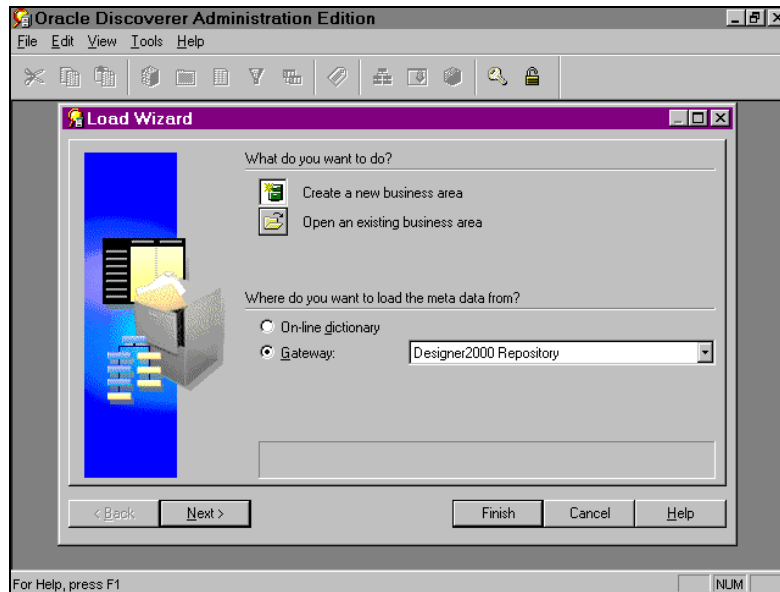 Oracle Discoverer Administration Edition
File Edit View Tools Help
Load Wizard
What do you want to do?
Create a new business area
Open an existing business area
Where do you want to load the meta data from?
On-line dictionary
Gateway: Designer2000 Repository
< Back Next > Finish Cancel Help
For Help, press F1 NUM